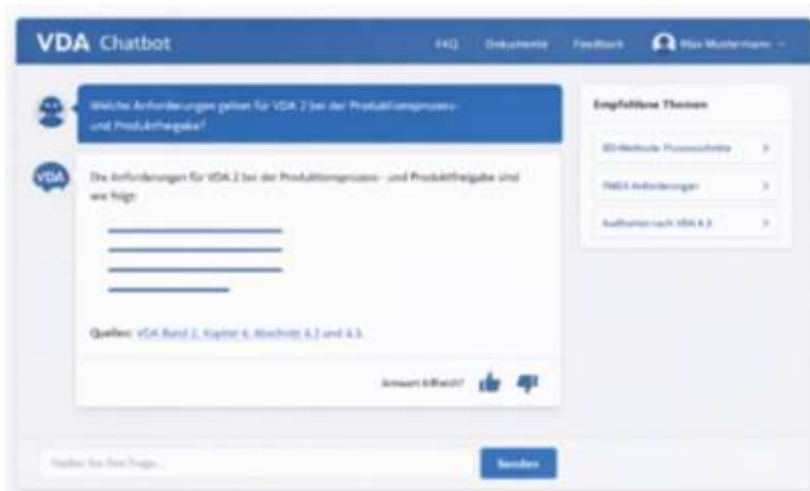 VDA Chatbot
FAQ Dokumente Feedback Max Mustermann
Welche Anforderungen gelten für VDA 2 bei der Produktionsprozess-
und Produktfreigabe?
VDA
Die Anforderungen für VDA 2 bei der Produktionsprozess- und Produktfreigabe sind
wie folgt:
Quellen: VDA Band 2, Kapitel 4, Abschnitt 4.3 und
Antwort hilfreich?
Empfohlene Themen
8D-Methode Prozessschritte
FMEA Anforderungen
Auditarten nach VDA 6.3
Stellen Sie Ihre Frage...
Senden